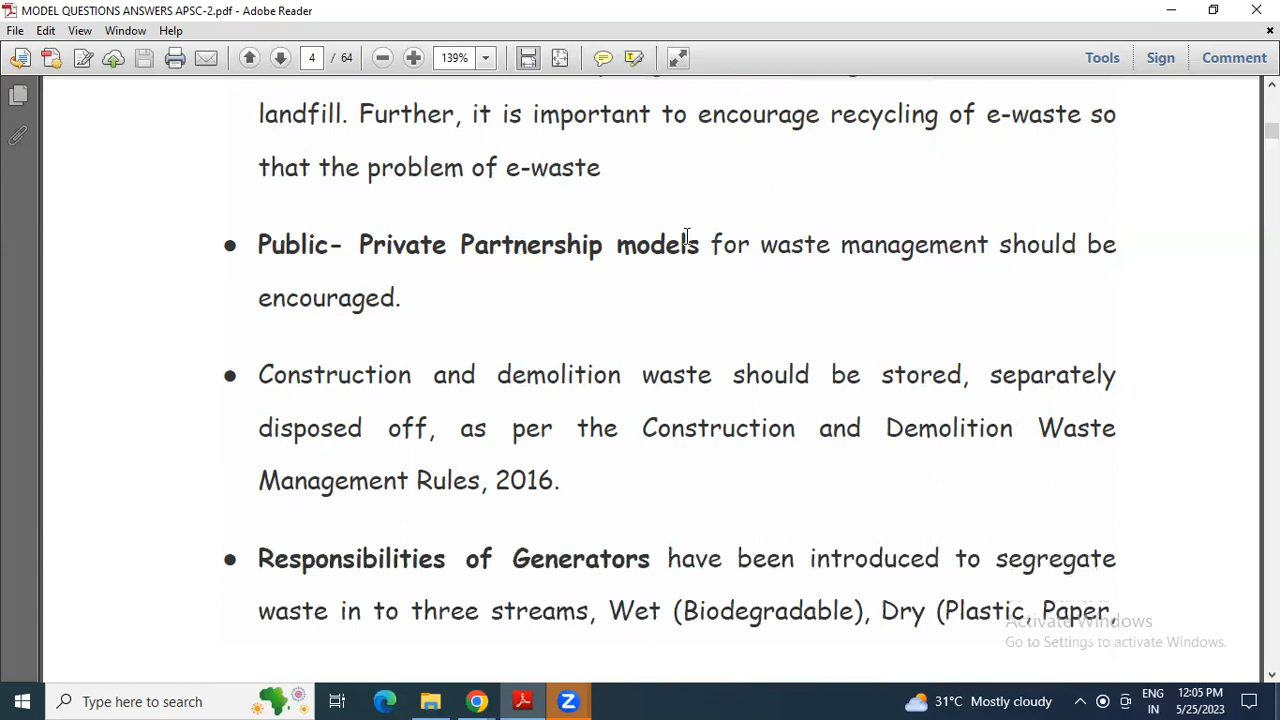 MODEL QUESTIONS ANSWERS APSC-2.pdf - Adobe Reader
File Edit View Window Help
4 / 64 139% Tools Sign Comment
landfill. Further, it is important to encourage recycling of e-waste so
that the problem of e-waste
● Public- Private Partnership models for waste management should be
encouraged.
● Construction and demolition waste should be stored, separately
disposed off, as per the Construction and Demolition Waste
Management Rules, 2016.
● Responsibilities of Generators have been introduced to segregate
waste in to three streams, Wet (Biodegradable), Dry (Plastic, Paper,
Activate Windows
Go to Settings to activate Windows.
Type here to search 31°C Mostly cloudy ENG 12:05 PM
IN 5/25/2023